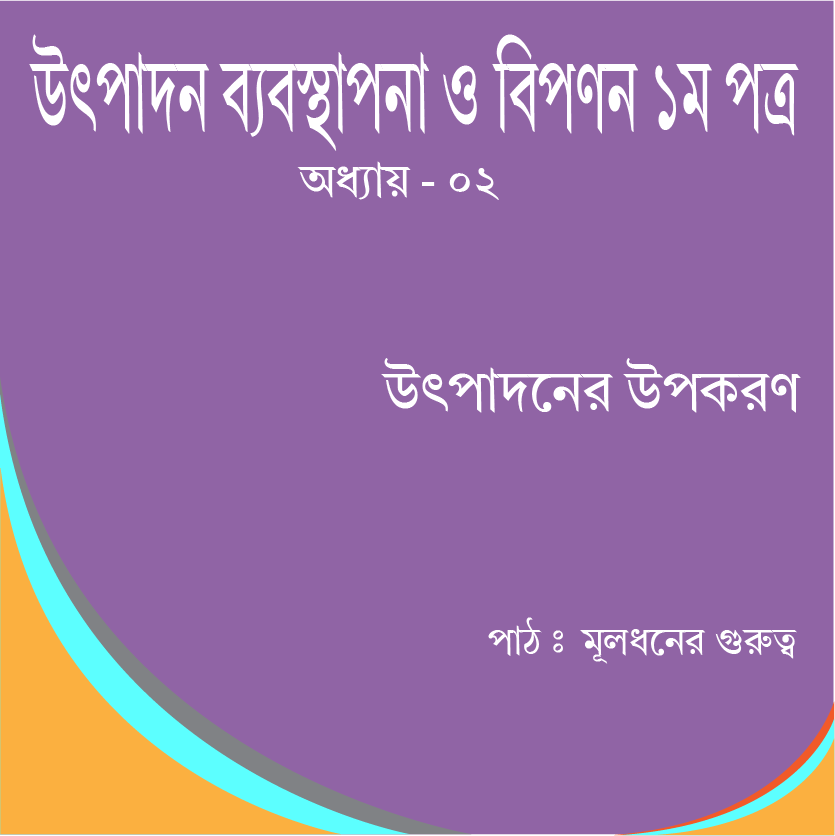 উৎপাদন ব্যবস্থাপনা ও বিপণন ১ম পত্র
অধ্যায় - ০২
উৎপাদনের উপকরণ
পাঠ ঃ মূলধনের গুরুত্ব